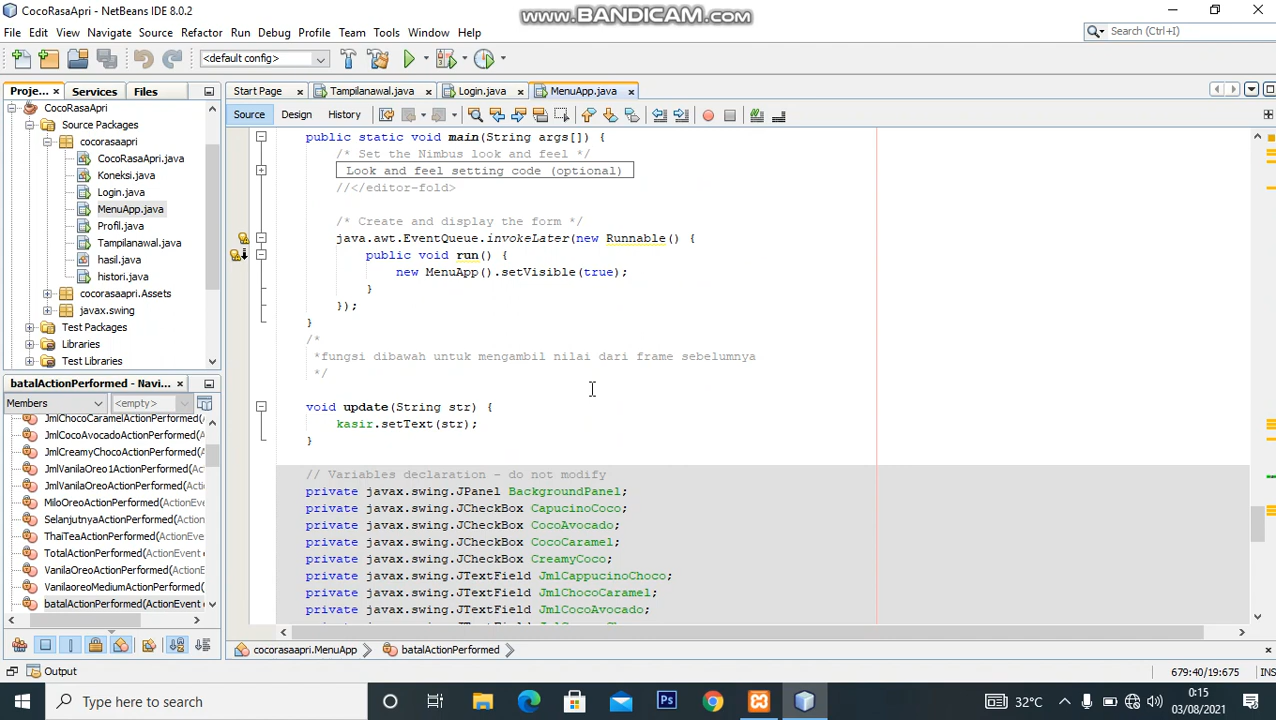 CocoRasaApri - NetBeans IDE 8.0.2
www.BANDICAM.com
File Edit View Navigate Source Refactor Run Debug Profile Team Tools Window Help
Search (Ctrl+I)
<default config>
Proje... Services Files
Start Page Tampilanawal.java Login.java MenuApp.java
CocoRasaApri
Source Packages
cocorasaapri
CocoRasaApri.java
Koneksi.java
Login.java
MenuApp.java
Profil.java
Tampilanawal.java
hasil.java
histori.java
cocorasaapri.Assets
javax.swing
Test Packages
Libraries
Test Libraries
Source Design History
public static void main(String args[]) {
/* Set the Nimbus look and feel */
Look and feel setting code (optional)
//</editor-fold>
/* Create and display the form */
java.awt.EventQueue.invokeLater(new Runnable() {
public void run() {
new MenuApp().setVisible(true);
}
});
}
/*
*fungsi dibawah untuk mengambil nilai dari frame sebelumnya
*/
void update(String str) {
kasir.setText(str);
}
// Variables declaration - do not modify
private javax.swing.JPanel BackgroundPanel;
private javax.swing.JCheckBox CapucinoCoco;
private javax.swing.JCheckBox CocoAvocado;
private javax.swing.JCheckBox CocoCaramel;
private javax.swing.JCheckBox CreamyCoco;
private javax.swing.JTextField JmlCappucinoChoco;
private javax.swing.JTextField JmlChocoCaramel;
private javax.swing.JTextField JmlCocoAvocado;
batalActionPerformed - Navi...
Members <empty>
JmlChocoCaramelActionPerformed(
JmlCocoAvocadoActionPerformed(
JmlCreamyChocoActionPerformed(
JmlVanilaOreo1ActionPerformed(
JmlVanilaOreoActionPerformed(
MiloOreoActionPerformed(ActionEv
SelanjutnyaActionPerformed(Action
ThaiTeaActionPerformed(ActionEve
TotalActionPerformed(ActionEvent
VanilaOreoActionPerformed(Action
VanilaoreoMediumActionPerformed(
batalActionPerformed(ActionEvent
cocorasaapri.MenuApp batalActionPerformed
Output
679:40/19:675 INS
Type here to search
Ps
32°C
0:15
03/08/2021